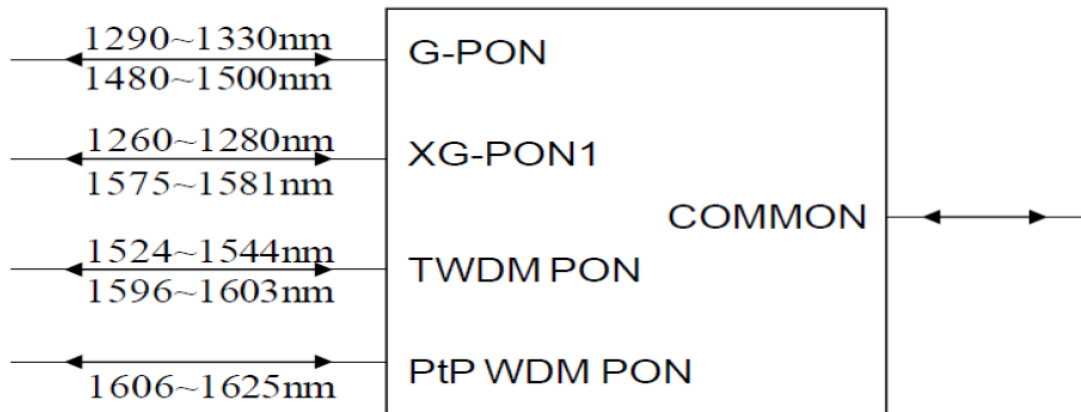 1290~1330nm
G-PON
1480~1500nm
1260~1280nm
XG-PON1
1575~1581nm
COMMON
1524~1544nm
TWDM PON
1596~1603nm
PtP WDM PON
1606~1625nm